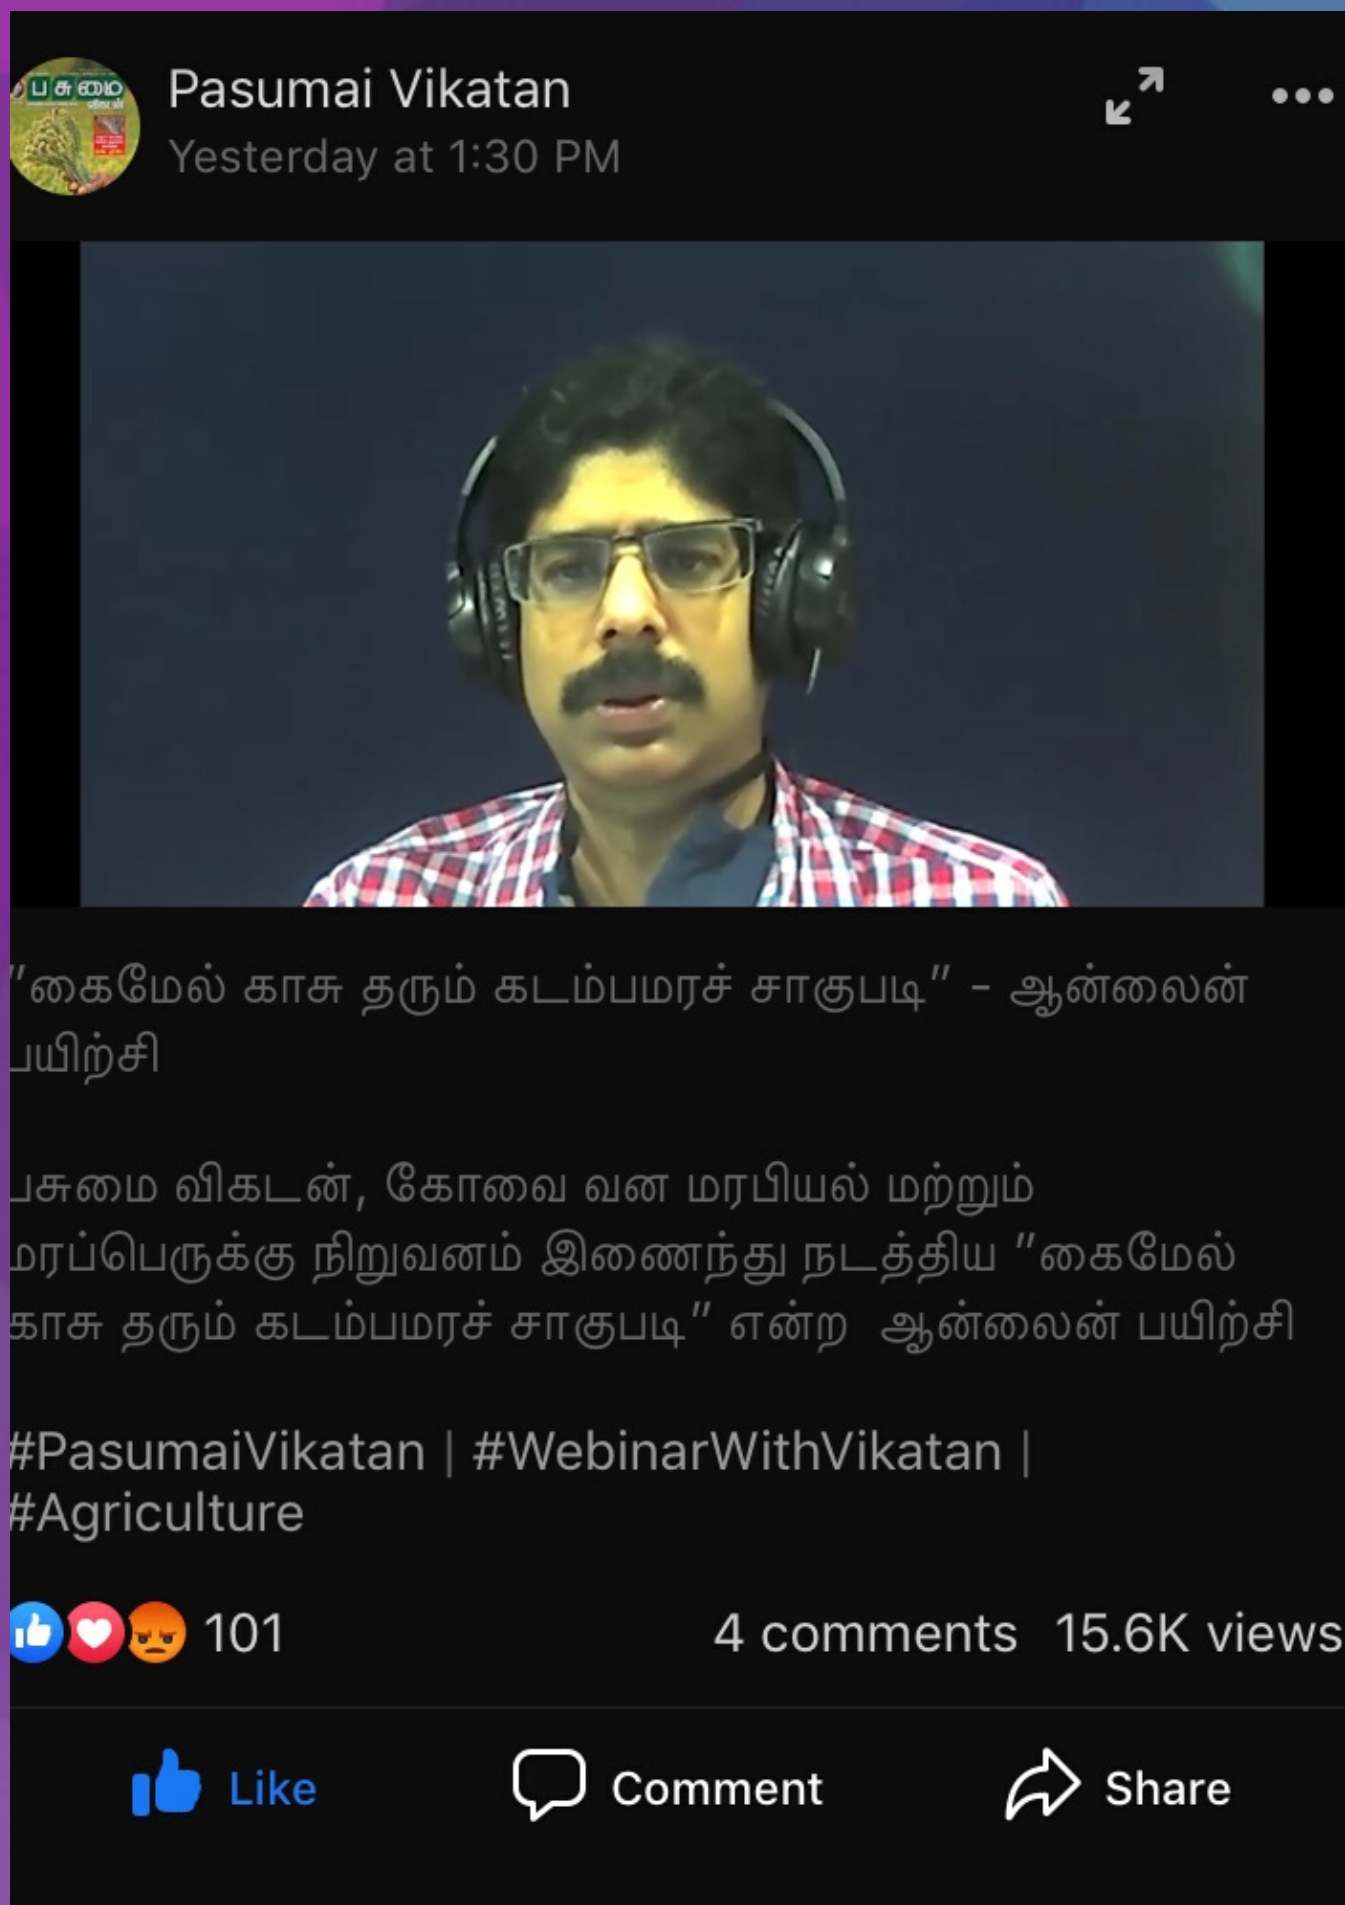 பசுமை
விகடன்
Pasumai Vikatan
Yesterday at 1:30 PM
"கைமேல் காசு தரும் கடம்பமரச் சாகுபடி" - ஆன்லைன்
பயிற்சி
பசுமை விகடன், கோவை வன மரபியல் மற்றும்
மரப்பெருக்கு நிறுவனம் இணைந்து நடத்திய "கைமேல்
காசு தரும் கடம்பமரச் சாகுபடி" என்ற ஆன்லைன் பயிற்சி
#PasumaiVikatan | #WebinarWithVikatan |
#Agriculture
101 4 comments 15.6K views
Like Comment Share